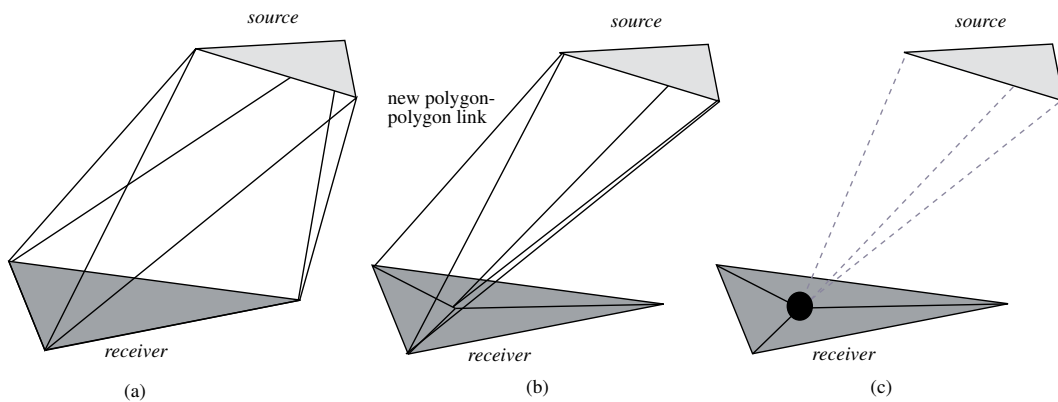 source
receiver
(a)
source
new polygon-
polygon link
receiver
(b)
source
receiver
(c)